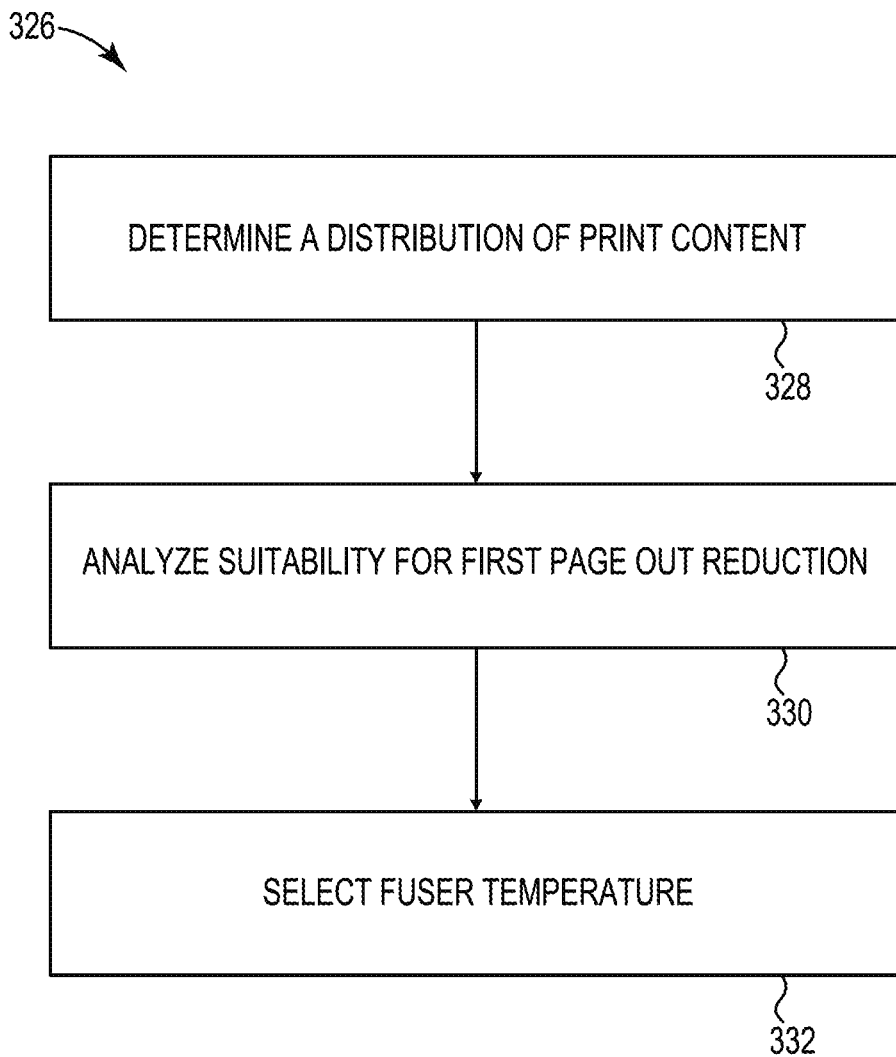 326
DETERMINE A DISTRIBUTION OF PRINT CONTENT
328
ANALYZE SUITABILITY FOR FIRST PAGE OUT REDUCTION
330
SELECT FUSER TEMPERATURE
332